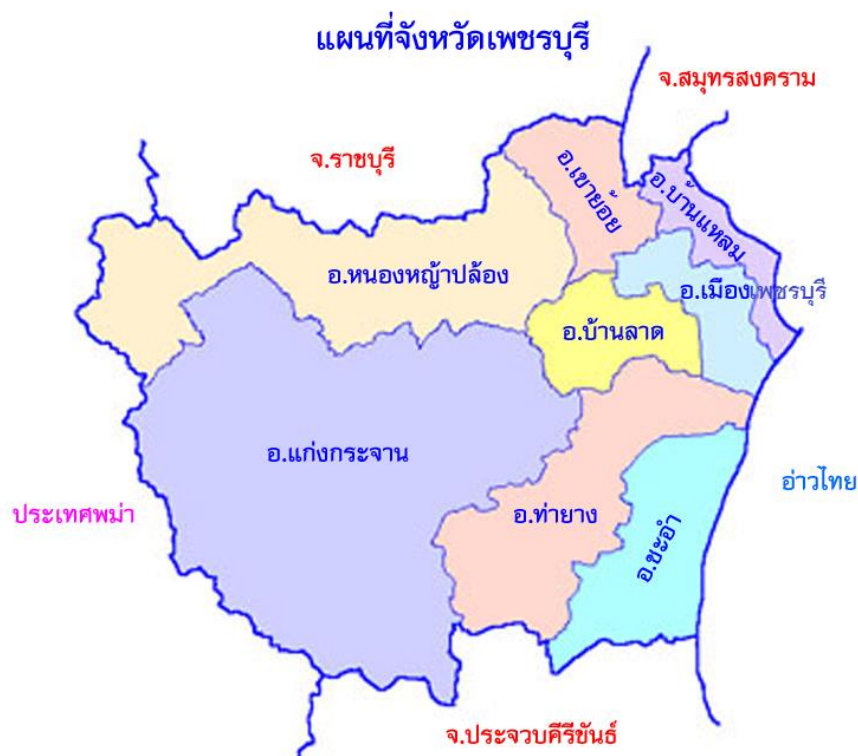 แผนที่จังหวัดเพชรบุรี
จ.สมุทรสงคราม
จ.ราชบุรี
อ.เขาย้อย
อ.บ้านแหลม
อ.หนองหญ้าปล้อง
อ.เมืองเพชรบุรี
อ.บ้านลาด
อ.แก่งกระจาน
อ่าวไทย
ประเทศพม่า
อ.ท่ายาง
อ.ชะอำ
จ.ประจวบคีรีขันธ์